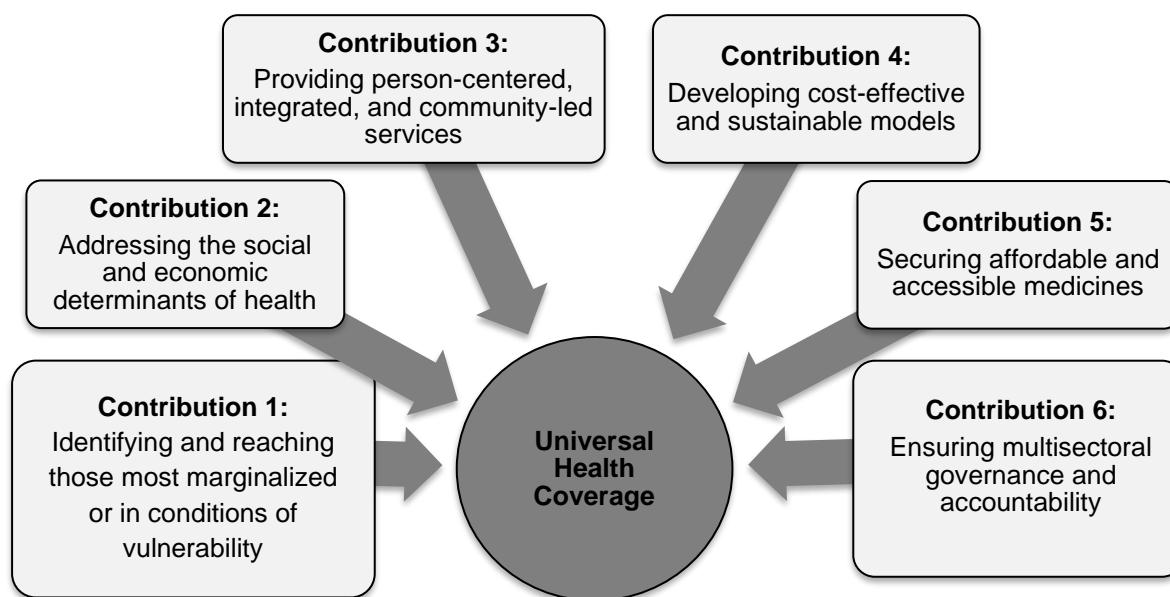 Contribution 3:
Providing person-centered,
integrated, and community-led
services
Contribution 4:
Developing cost-effective
and sustainable models
Contribution 2:
Addressing the social
and economic
determinants of health
Contribution 5:
Securing affordable and
accessible medicines
Contribution 1:
Identifying and reaching
those most marginalized
or in conditions of
vulnerability
Universal
Health
Coverage
Contribution 6:
Ensuring multisectoral
governance and
accountability